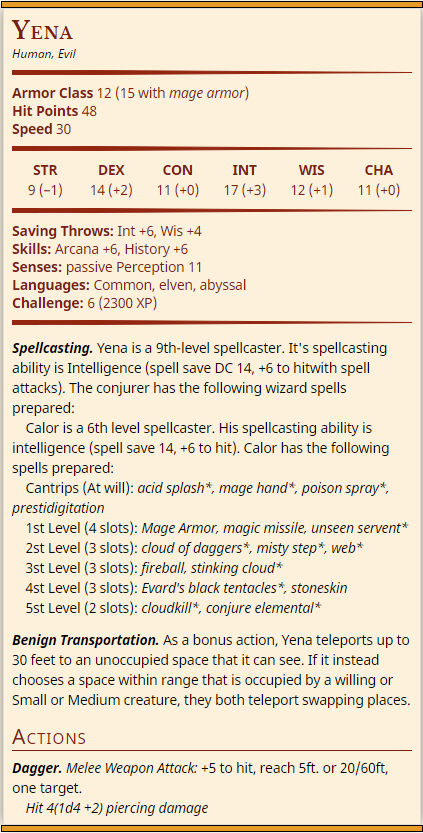 YENA
Human, Evil
Armor Class 12 (15 with mage armor)
Hit Points 48
Speed 30
STR DEX CON INT WIS CHA
9 (–1) 14 (+2) 11 (+0) 17 (+3) 12 (+1) 11 (+0)
Saving Throws: Int +6, Wis +4
Skills: Arcana +6, History +6
Senses: passive Perception 11
Languages: Common, elven, abyssal
Challenge: 6 (2300 XP)
Spellcasting. Yena is a 9th-level spellcaster. It's spellcasting
ability is Intelligence (spell save DC 14, +6 to hitwith spell
attacks). The conjurer has the following wizard spells
prepared:
Calor is a 6th level spellcaster. His spellcasting ability is
intelligence (spell save 14, +6 to hit). Calor has the following
spells prepared:
Cantrips (At will): acid splash*, mage hand*, poison spray*,
prestidigitation
1st Level (4 slots): Mage Armor, magic missile, unseen servent*
2st Level (3 slots): cloud of daggers*, misty step*, web*
3st Level (3 slots): fireball, stinking cloud*
4st Level (3 slots): Evard's black tentacles*, stoneskin
5st Level (2 slots): cloudkill*, conjure elemental*
Benign Transportation. As a bonus action, Yena teleports up to
30 feet to an unoccupied space that it can see. If it instead
chooses a space within range that is occupied by a willing or
Small or Medium creature, they both teleport swapping places.
ACTIONS
Dagger. Melee Weapon Attack: +5 to hit, reach 5ft. or 20/60ft,
one target.
Hit 4(1d4 +2) piercing damage